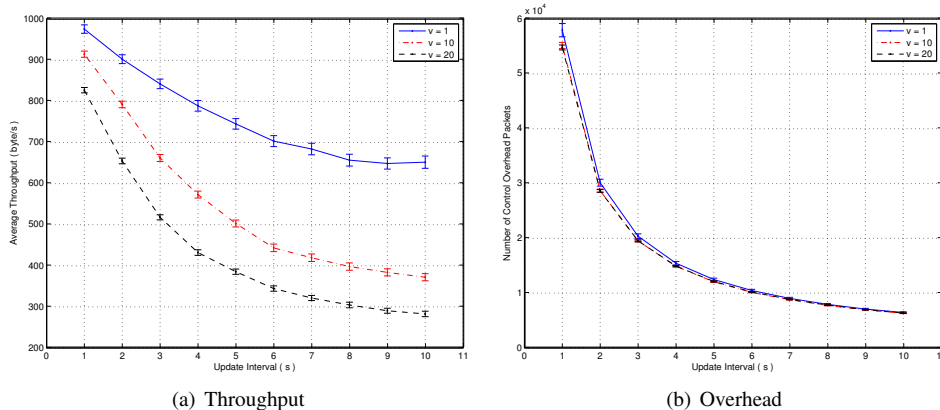 1000
900
800
700
600
500
400
300
200
Average Throughput ( byte/s )
0 1 2 3 4 5 6 7 8 9 10 11
Update Interval ( s )
v = 1
v = 10
v = 20
(a) Throughput
x 10⁴
6
5
4
3
2
1
0
Number of Control Overhead Packets
0 1 2 3 4 5 6 7 8 9 10 11
Update Interval ( s )
v = 1
v = 10
v = 20
(b) Overhead